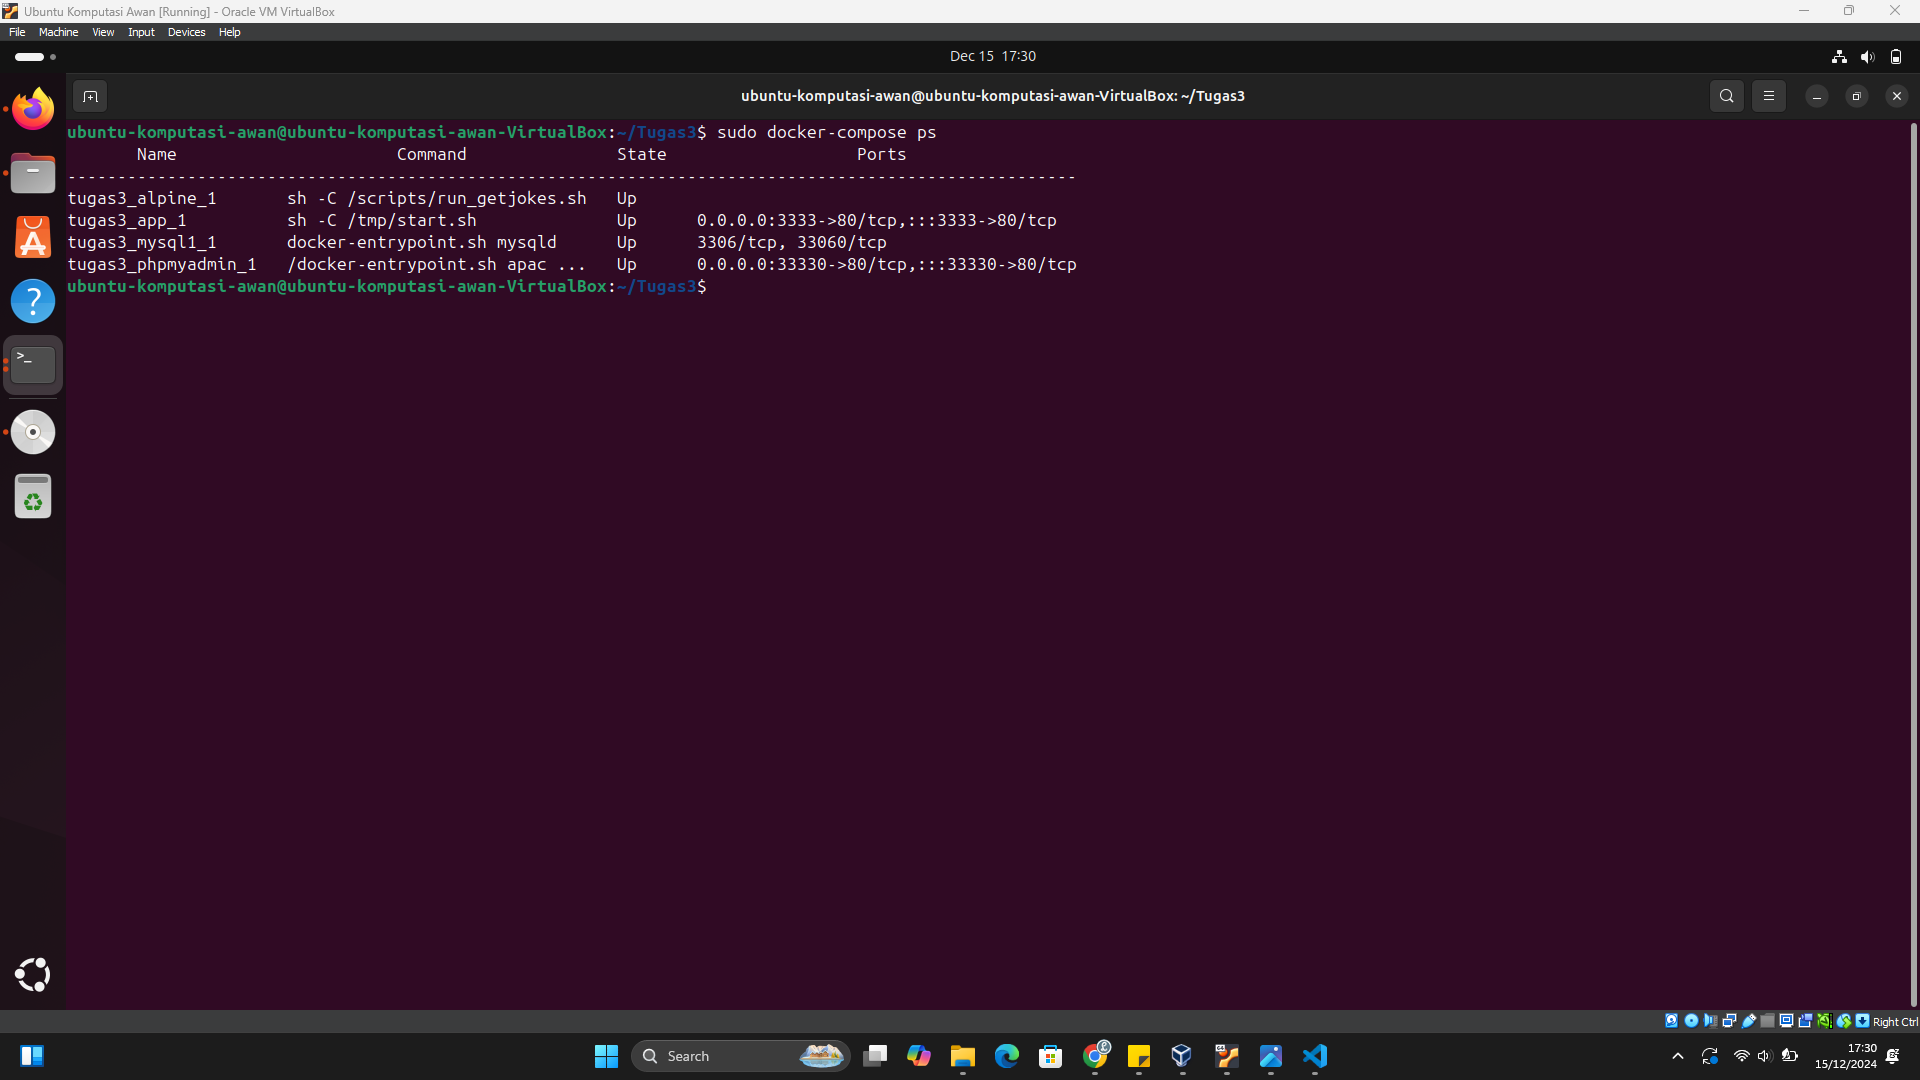 Ubuntu Komputasi Awan [Running] - Oracle VM VirtualBox
File Machine View Input Devices Help
Dec 15 17:30
ubuntu-komputasi-awan@ubuntu-komputasi-awan-VirtualBox: ~/Tugas3
ubuntu-komputasi-awan@ubuntu-komputasi-awan-VirtualBox:~/Tugas3$ sudo docker-compose ps
Name Command State Ports
-----------------------------------------------------------------------------------------------------
tugas3_alpine_1 sh -C /scripts/run_getjokes.sh Up
tugas3_app_1 sh -C /tmp/start.sh Up 0.0.0.0:3333->80/tcp,:::3333->80/tcp
tugas3_mysql1_1 docker-entrypoint.sh mysqld Up 3306/tcp, 33060/tcp
tugas3_phpmyadmin_1 /docker-entrypoint.sh apac ... Up 0.0.0.0:33330->80/tcp,:::33330->80/tcp
ubuntu-komputasi-awan@ubuntu-komputasi-awan-VirtualBox:~/Tugas3$
Right Ctrl
Search
17:30
15/12/2024